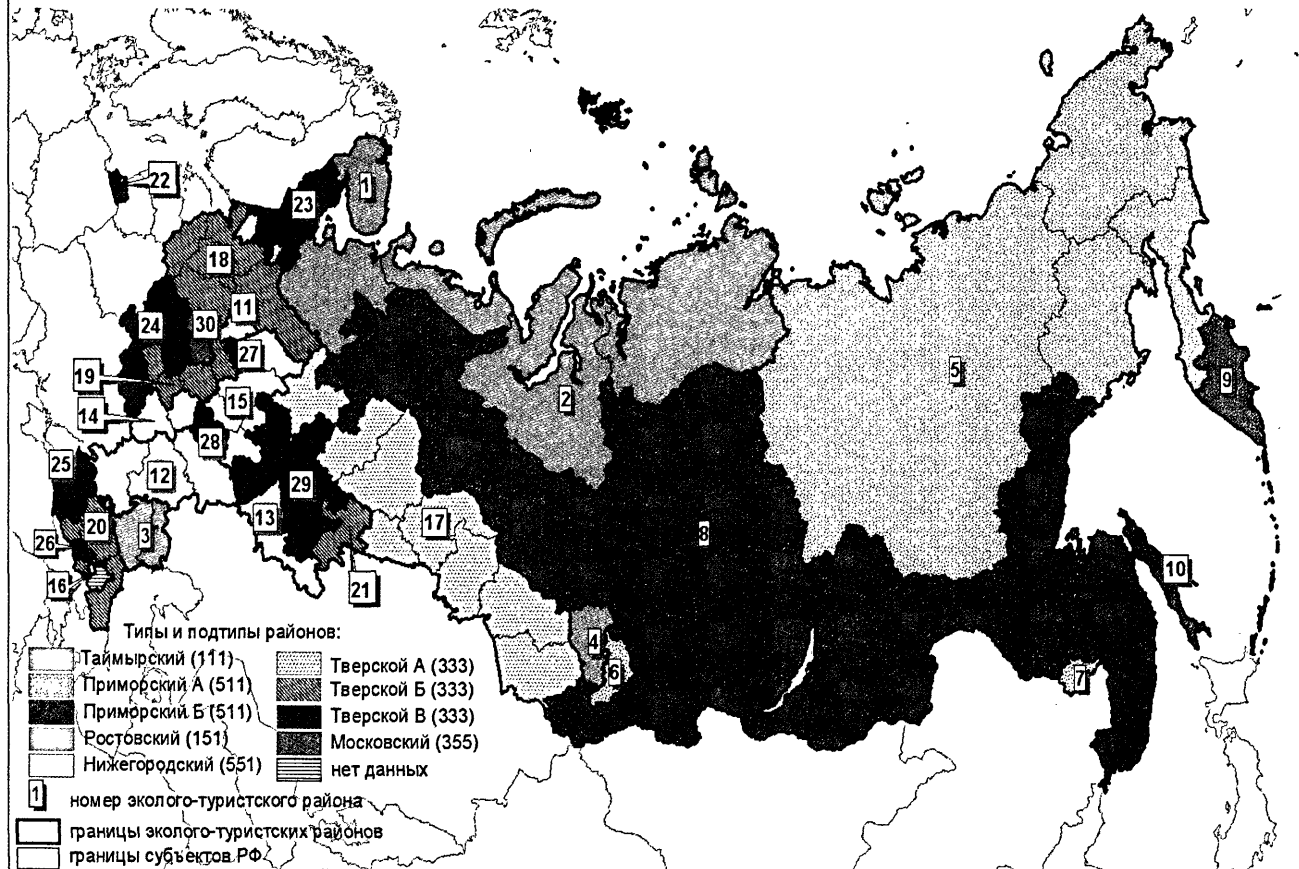 22
1
23
18
11
24
30
27
19
2
5
9
15
14
28
25
12
29
13
17
8
20
3
26
10
16
21
4
6
7
Типы и подтипы районов:
Таймырский (111)
Приморский А (511)
Приморский Б (511)
Ростовский (151)
Нижегородский (551)
Тверской А (333)
Тверской Б (333)
Тверской В (333)
Московский (355)
нет данных
1 номер эколого-туристского района
границы эколого-туристских районов
границы субъектов РФ